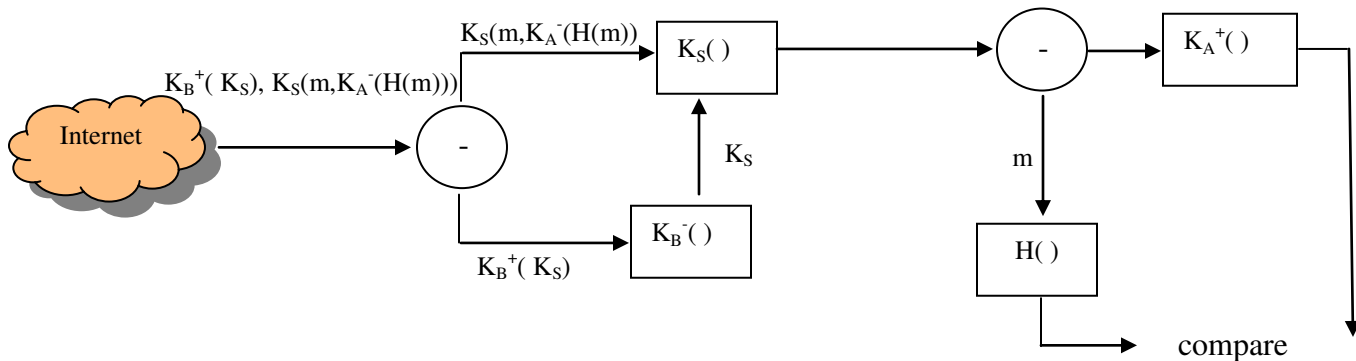 K_S(m,K_A^-(H(m))
K_S( )
-
K_A^+( )
K_B^+( K_S), K_S(m,K_A^-(H(m)))
Internet
-
K_S
m
K_B^-( )
K_B^+( K_S)
H( )
compare